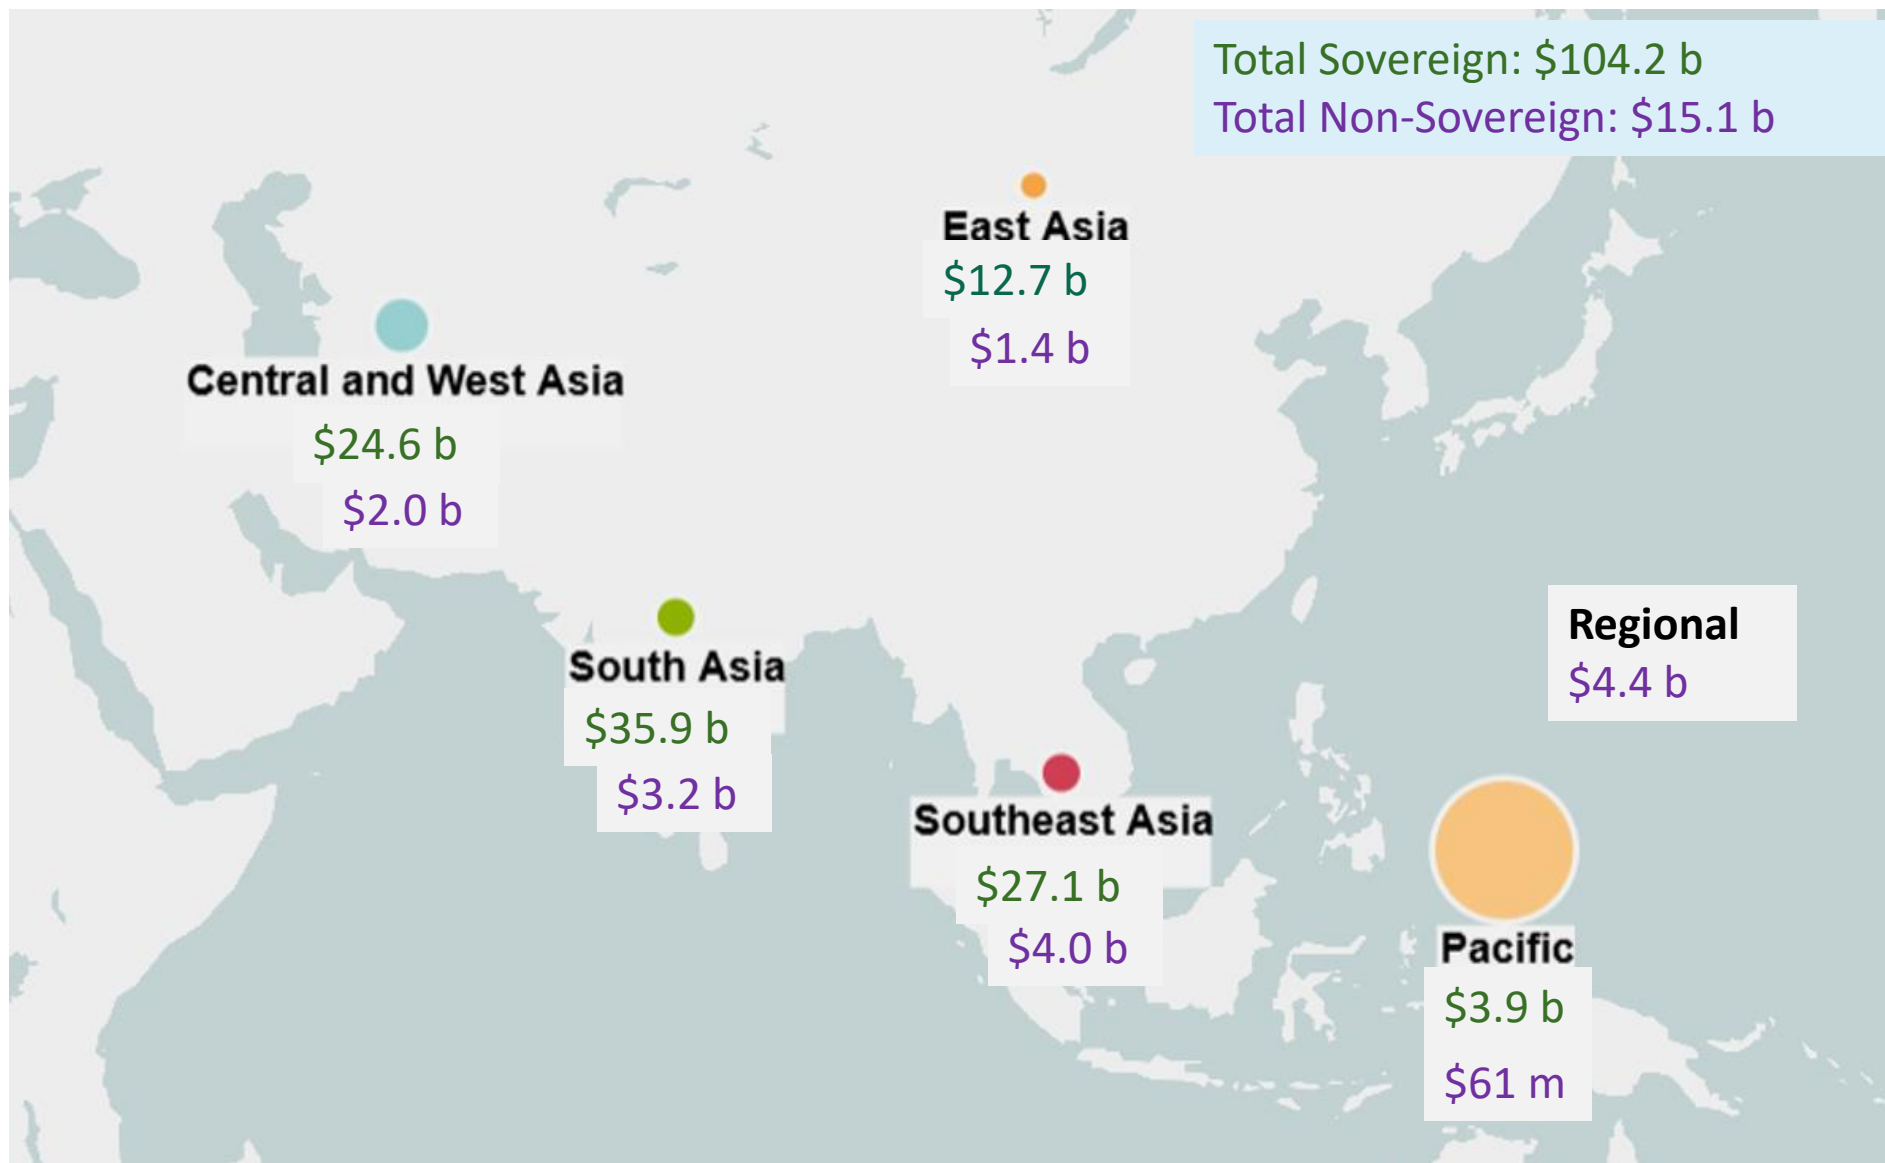 Total Sovereign: $104.2 b
Total Non-Sovereign: $15.1 b
East Asia
$12.7 b
$1.4 b
Central and West Asia
$24.6 b
$2.0 b
South Asia
$35.9 b
$3.2 b
Regional
$4.4 b
Southeast Asia
$27.1 b
$4.0 b
Pacific
$3.9 b
$61 m